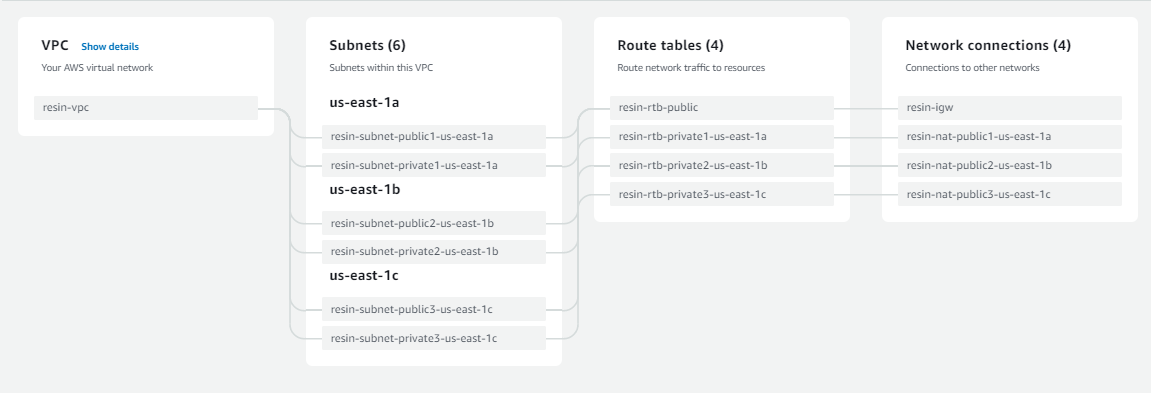 VPC Show details
Your AWS virtual network
resin-vpc
Subnets (6)
Subnets within this VPC
us-east-1a
resin-subnet-public1-us-east-1a
resin-subnet-private1-us-east-1a
us-east-1b
resin-subnet-public2-us-east-1b
resin-subnet-private2-us-east-1b
us-east-1c
resin-subnet-public3-us-east-1c
resin-subnet-private3-us-east-1c
Route tables (4)
Route network traffic to resources
resin-rtb-public
resin-rtb-private1-us-east-1a
resin-rtb-private2-us-east-1b
resin-rtb-private3-us-east-1c
Network connections (4)
Connections to other networks
resin-igw
resin-nat-public1-us-east-1a
resin-nat-public2-us-east-1b
resin-nat-public3-us-east-1c